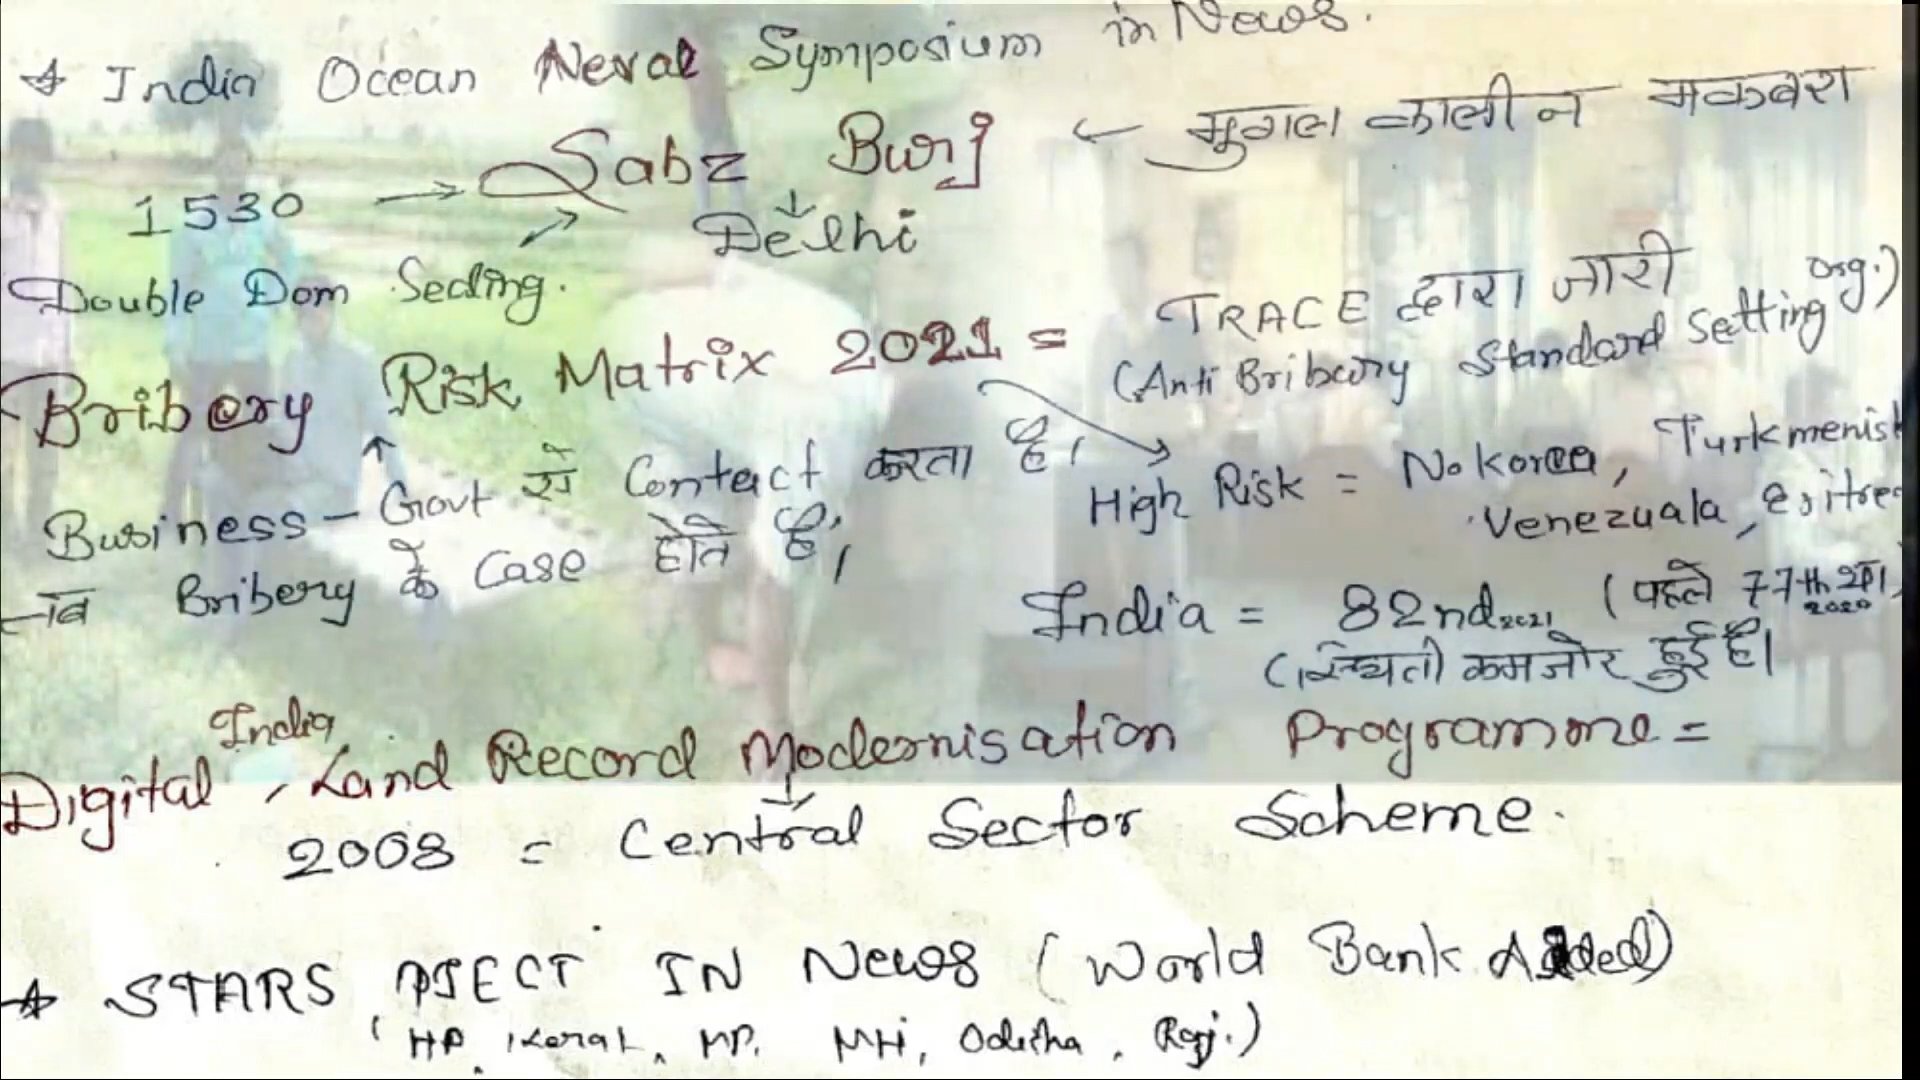 ☆ India Ocean Neval Symposium in News.
Sabz Burj ← मुगल कालीन मकबरा
1530 → ↓
Delhi
Double Dom Seding.
Bribery Risk Matrix 2021 = TRACE द्वारा जारी
(Anti Bribery Standard Setting Org.)
Business - Govt से Contact करता है,
High Risk = No korea, Turkmenist
Venezuala, Eritrea
Bribery के Case होते है,
India = 82nd 2021 (पहले 77th था 2020
(स्थिती कमजोर हुई है।
Digital India Land Record Modernisation Programme =
2008 = Central Sector Scheme.
☆ STARS PJECT IN News (World Bank Aided)
(HP, Keral, MP, MH, Odisha, Raj.)